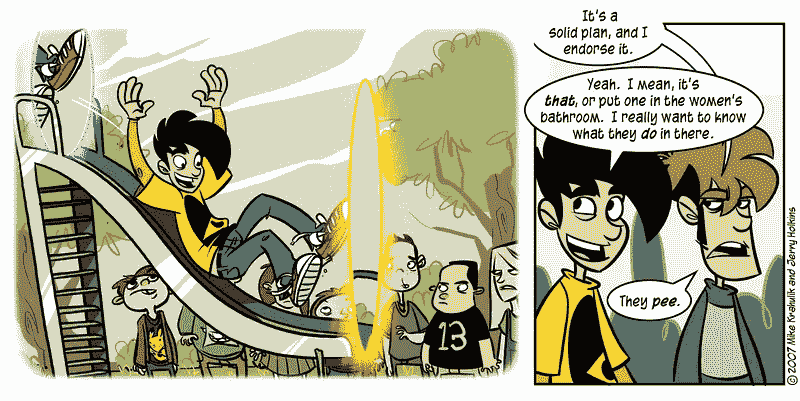 It's a
solid plan, and I
endorse it.
Yeah. I mean, it's
that, or put one in the women's
bathroom. I really want to know
what they do in there.
They pee.
13
©2007 Mike Krahulik and Jerry Holkins